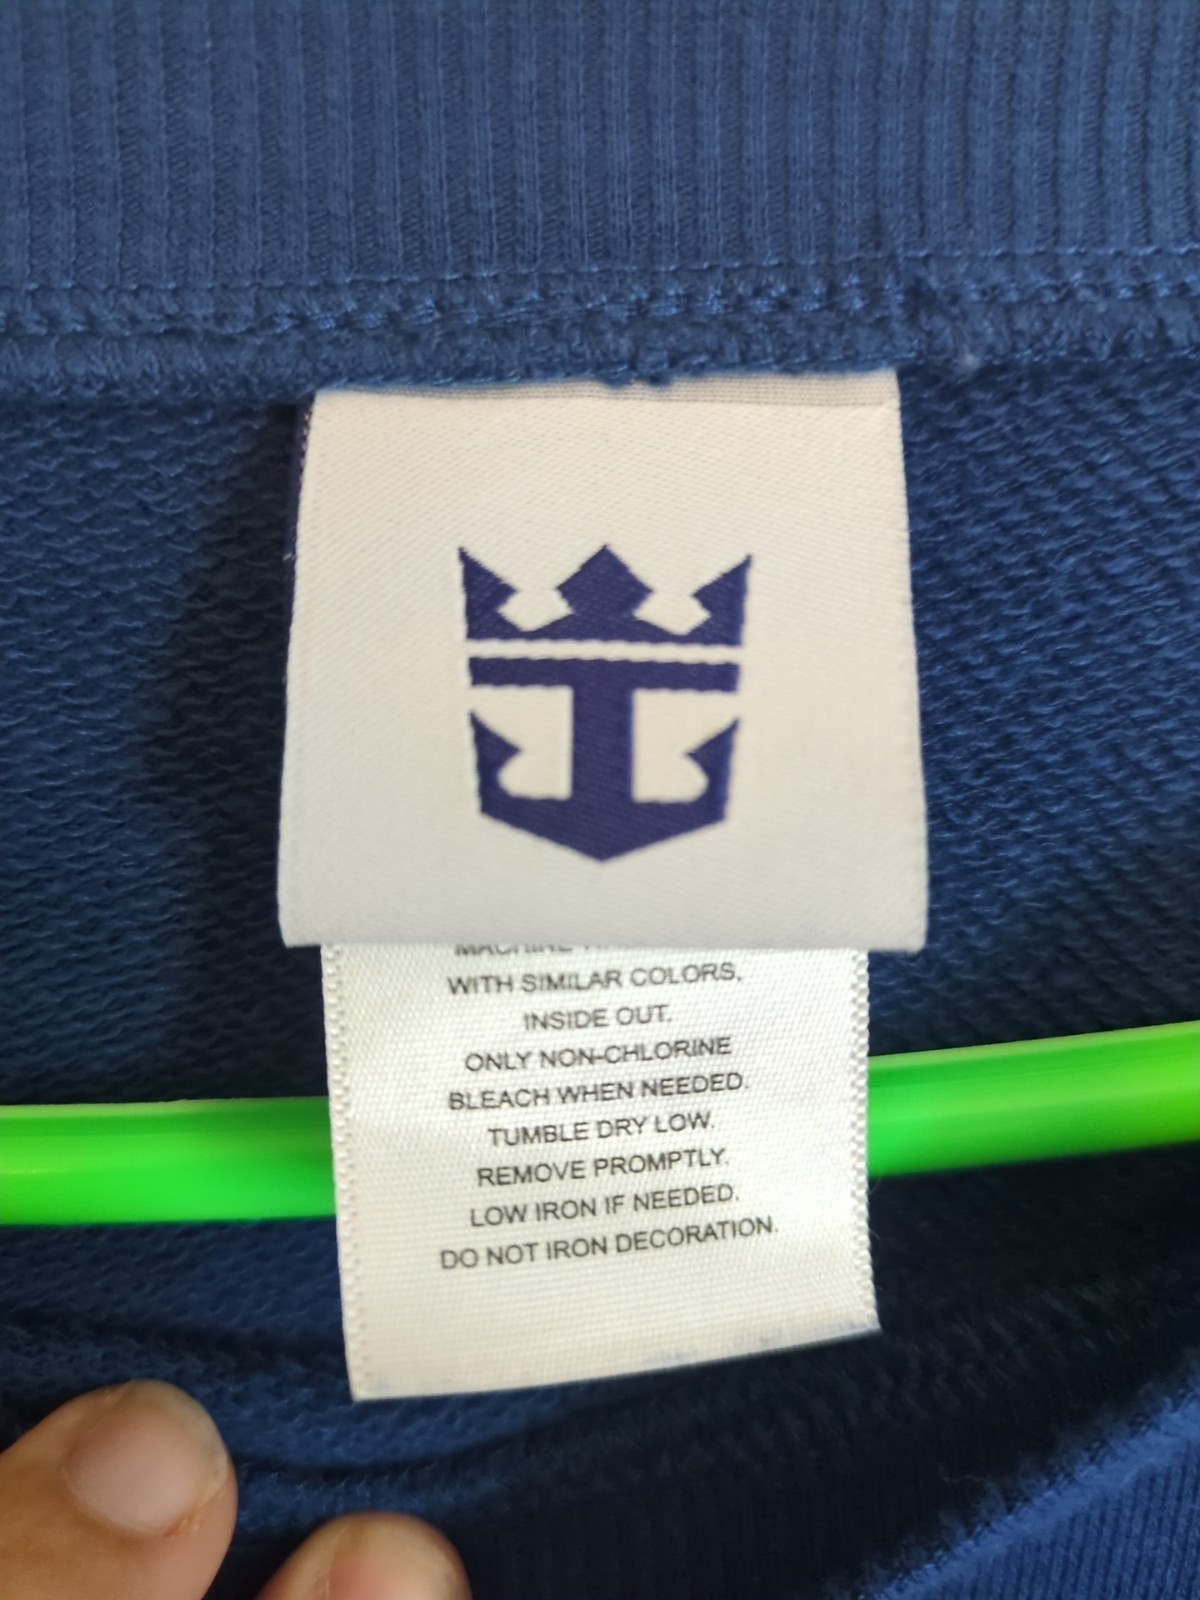 MACHINE
WITH SIMILAR COLORS,
INSIDE OUT.
ONLY NON-CHLORINE
BLEACH WHEN NEEDED.
TUMBLE DRY LOW.
REMOVE PROMPTLY.
LOW IRON IF NEEDED.
DO NOT IRON DECORATION.